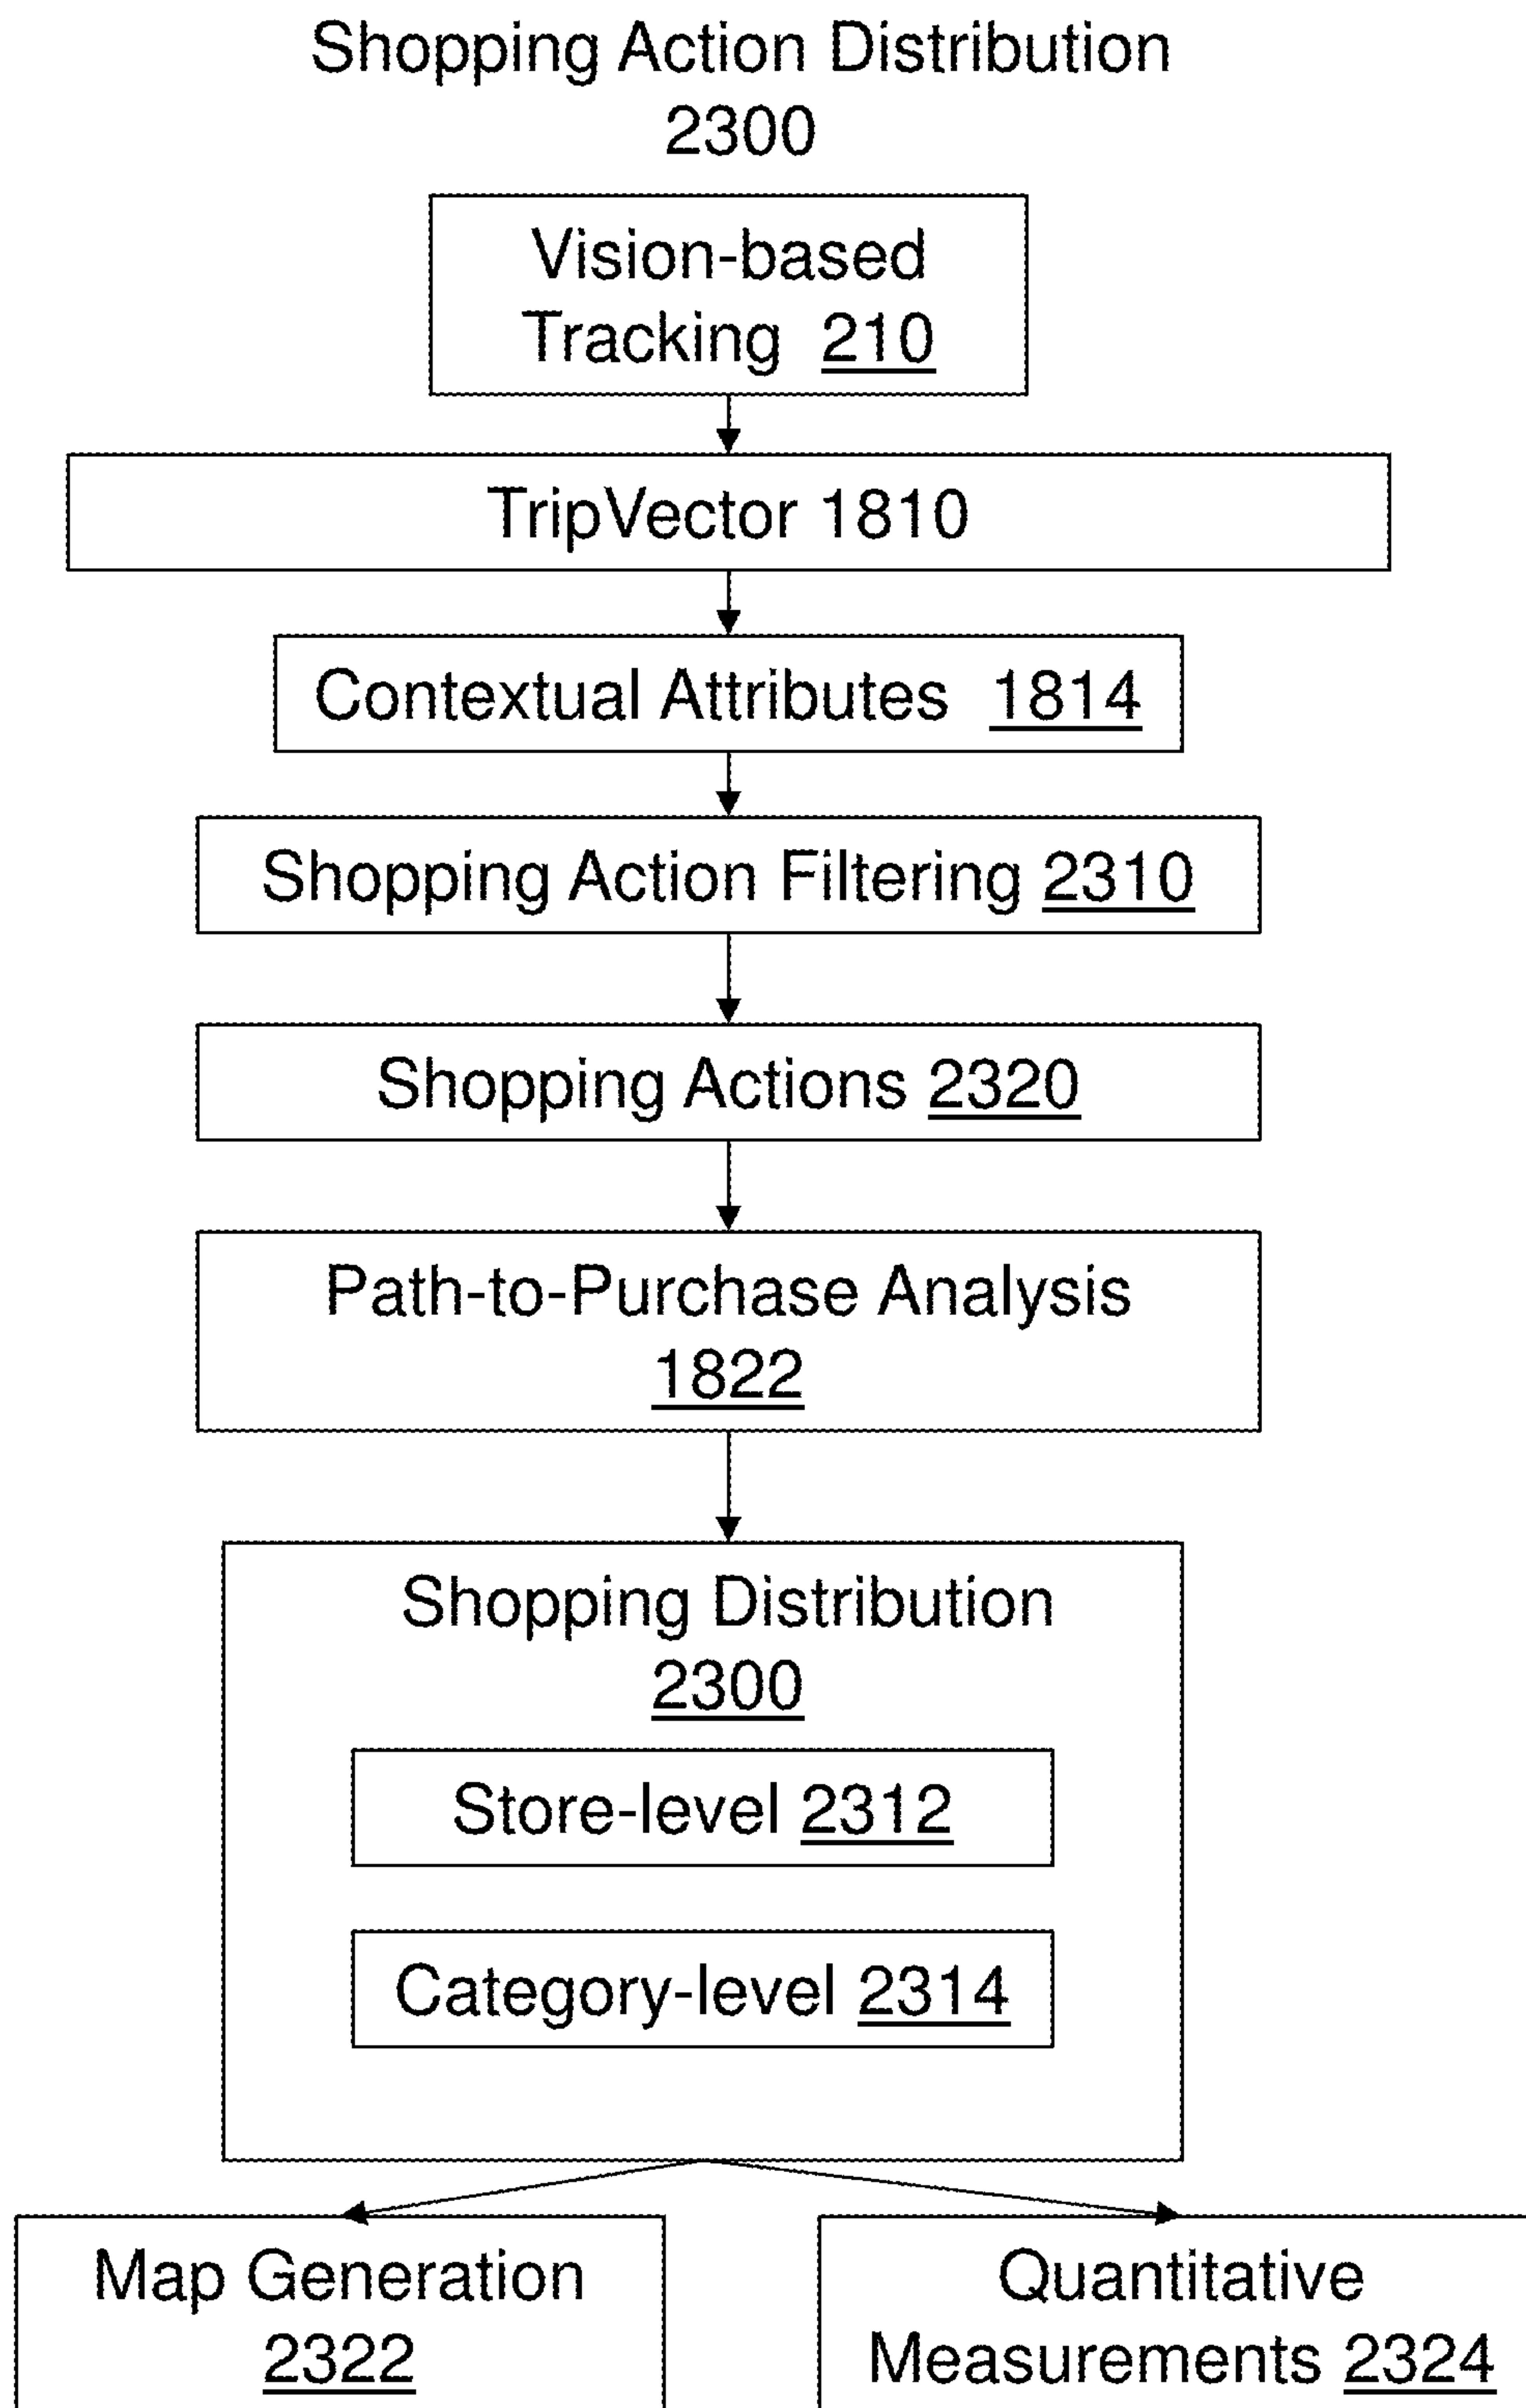 Shopping Action Distribution
2300
Vision-based
Tracking 210
TripVector 1810
Contextual Attributes 1814
Shopping Action Filtering 2310
Shopping Actions 2320
Path-to-Purchase Analysis
1822
Shopping Distribution
2300
Store-level 2312
Category-level 2314
Map Generation
2322
Quantitative
Measurements 2324